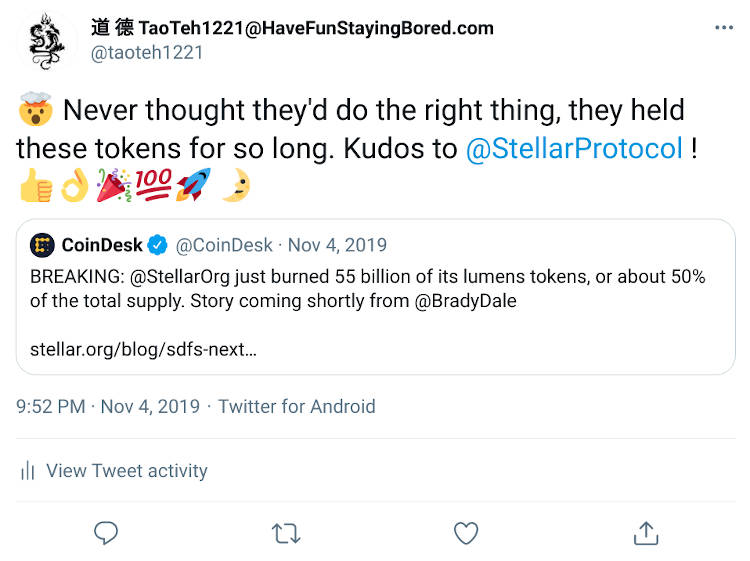 道 德 TaoTeh1221@HaveFunStayingBored.com
@taoteh1221
🤯 Never thought they'd do the right thing, they held
these tokens for so long. Kudos to @StellarProtocol !
👍👌🎉💯🚀🌛
CoinDesk @CoinDesk · Nov 4, 2019
BREAKING: @StellarOrg just burned 55 billion of its lumens tokens, or about 50%
of the total supply. Story coming shortly from @BradyDale
stellar.org/blog/sdfs-next…
9:52 PM · Nov 4, 2019 · Twitter for Android
View Tweet activity